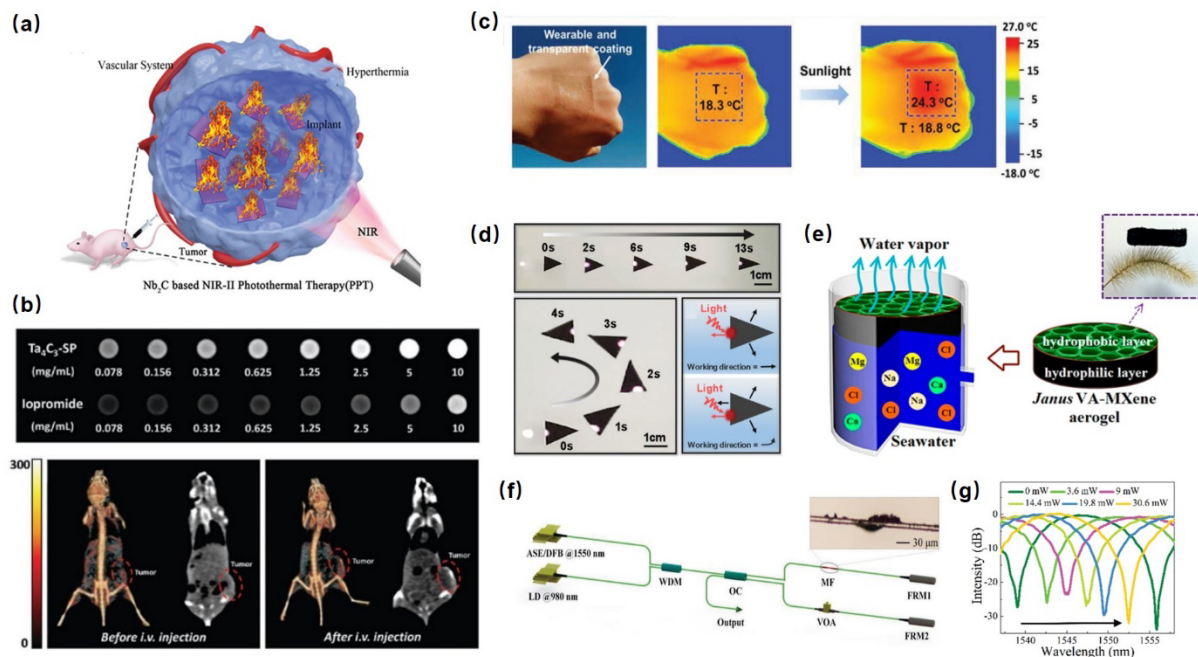 (a)
Vascular System
Hyperthermia
Implant
NIR
Tumor
Nb₂C based NIR-II Photothermal Therapy(PPT)
(b)
Ta₄C₃-SP
(mg/mL) 0.078 0.156 0.312 0.625 1.25 2.5 5 10
Iopromide
(mg/mL) 0.078 0.156 0.312 0.625 1.25 2.5 5 10
300
0
Tumor
Tumor
Before i.v. injection
Tumor
Tumor
After i.v. injection
(c)
Wearable and
transparent coating
T :
18.3 °C
Sunlight
T :
24.3 °C
T : 18.8 °C
27.0 °C
25
15
5
-5
-15
-18.0 °C
(d)
0s 2s 6s 9s 13s
1cm
4s
3s
2s
1s
0s
1cm
Light
Working direction =
Light
Working direction =
(e)
Water vapor
Mg
Mg
Cl
Na
Cl
Na
Ca
Cl
Ca
Cl
Seawater
hydrophobic layer
hydrophilic layer
Janus VA-MXene
aerogel
(f)
ASE/DFB @1550 nm
LD @980 nm
WDM
OC
Output
MF
VOA
FRM1
FRM2
30 μm
(g)
0 mW 3.6 mW 9 mW
14.4 mW 19.8 mW 30.6 mW
Intensity (dB)
0
-10
-20
-30
1540 1545 1550 1555
Wavelength (nm)